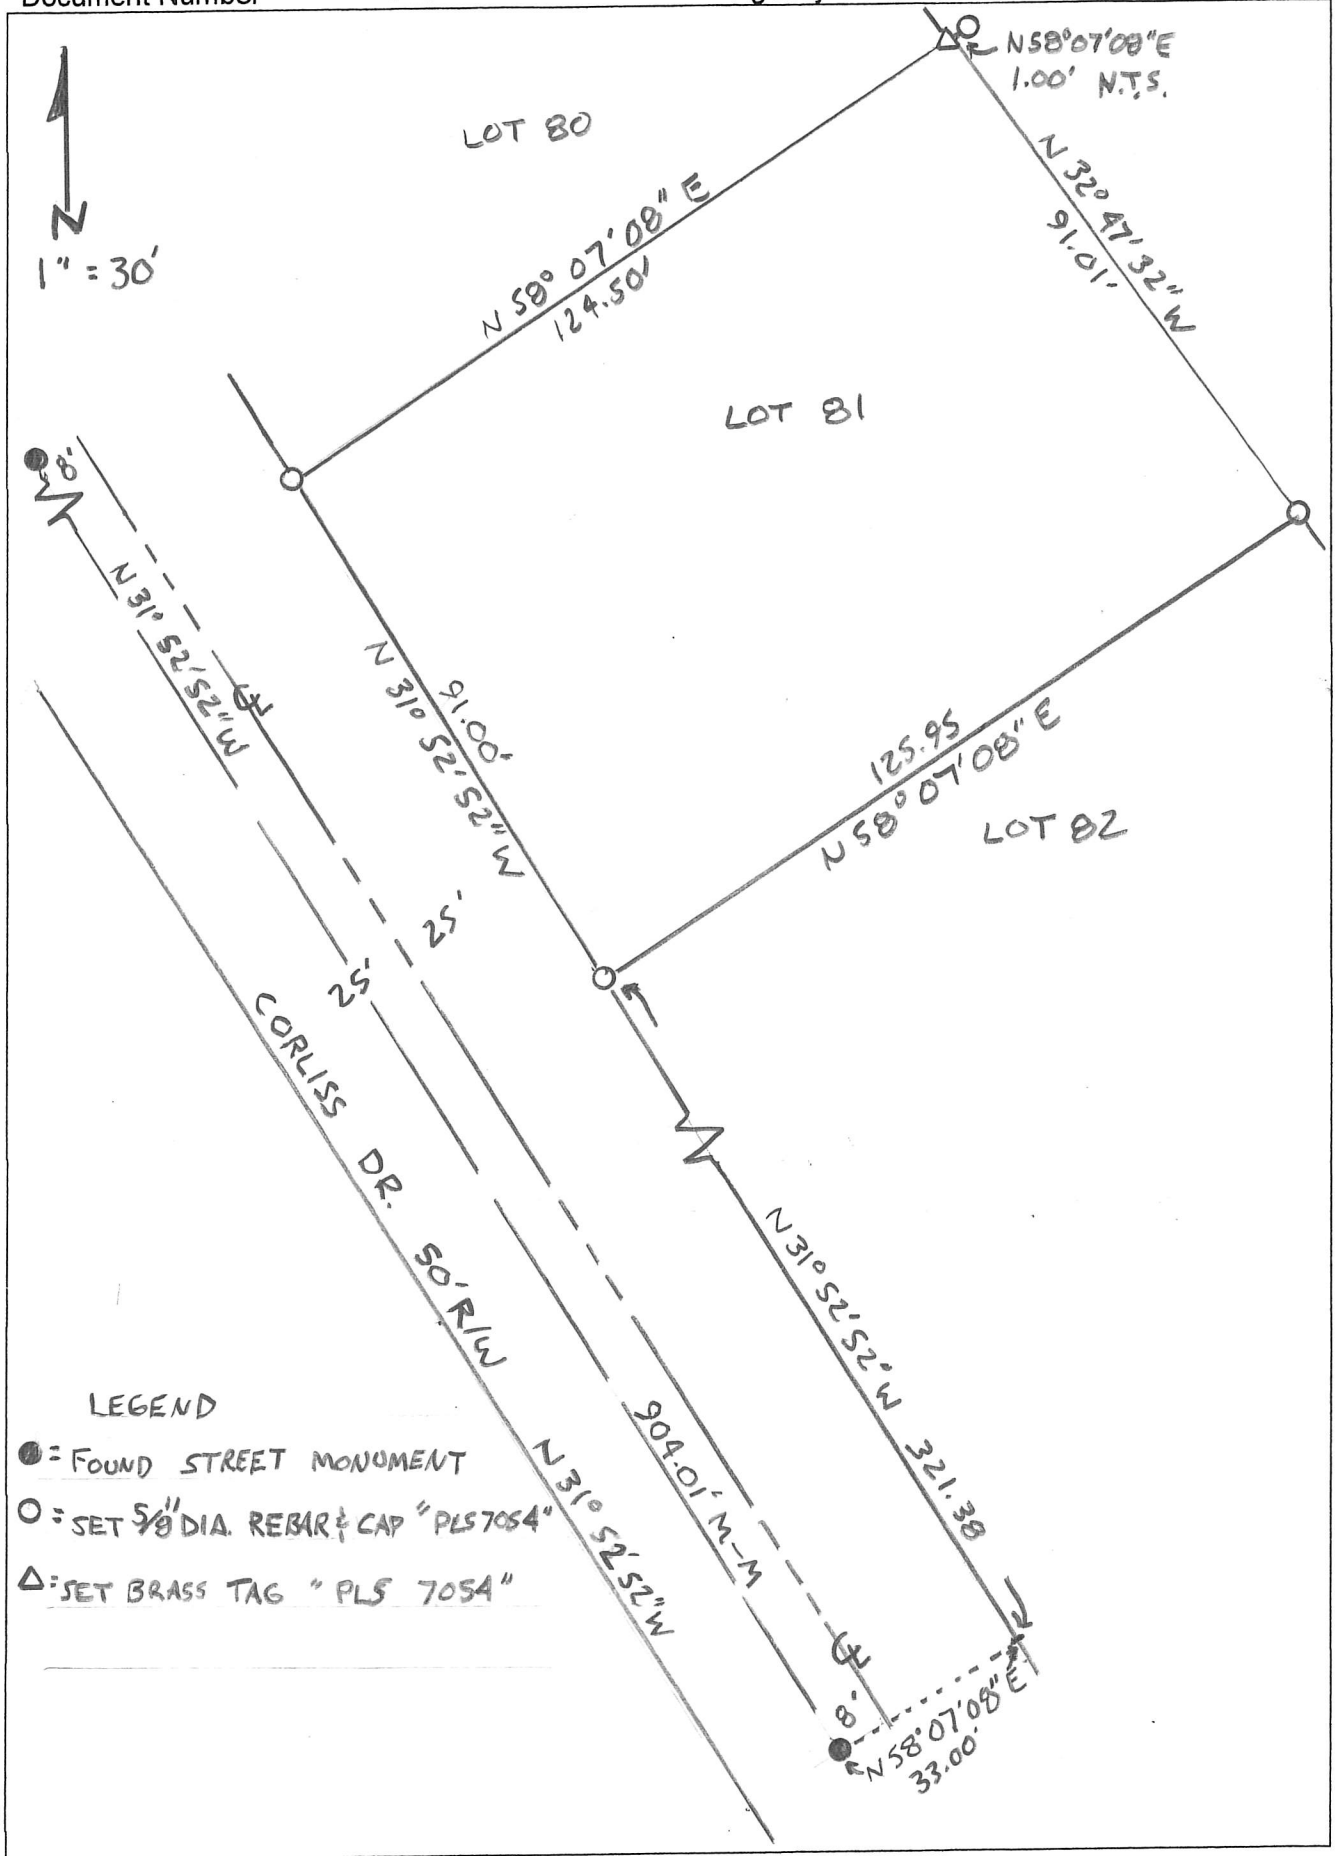 Document Number
N58°07'08"E
1.00' N.T.S.
LOT 80
N
1" = 30'
N 58° 07' 08" E
124.50'
N 32° 47' 32" W
91.01'
LOT 81
8'
N 31° 52' 52" W
℄
N 31° 52' 52" W
91.00'
125.95
N 58° 07' 08" E
LOT 82
25'
25'
CORLISS DR. 50' R/W
N 31° 52' 52" W
904.01' M-M
N 31° 52' 52" W 321.38
℄
8'
N 58° 07' 08" E
33.00'
LEGEND
= FOUND STREET MONUMENT
= SET 5/8" DIA. REBAR & CAP "PLS 7054"
= SET BRASS TAG "PLS 7054"